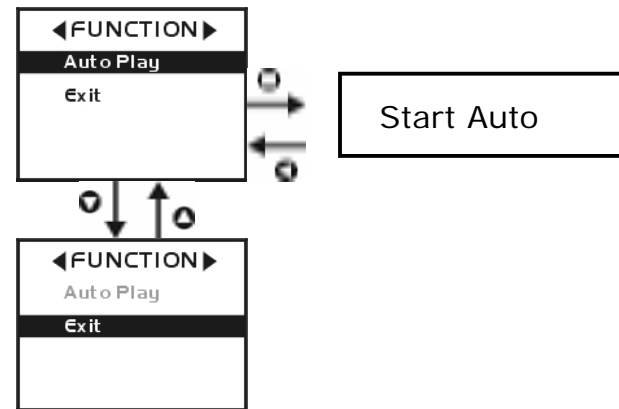 ◀FUNCTION▶
Auto Play
Exit
Start Auto
◀FUNCTION▶
Auto Play
Exit